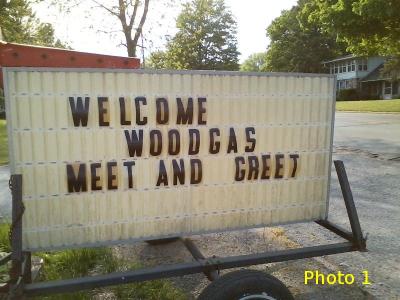 WELCOME
WOODGAS
MEET AND GREET
Photo 1